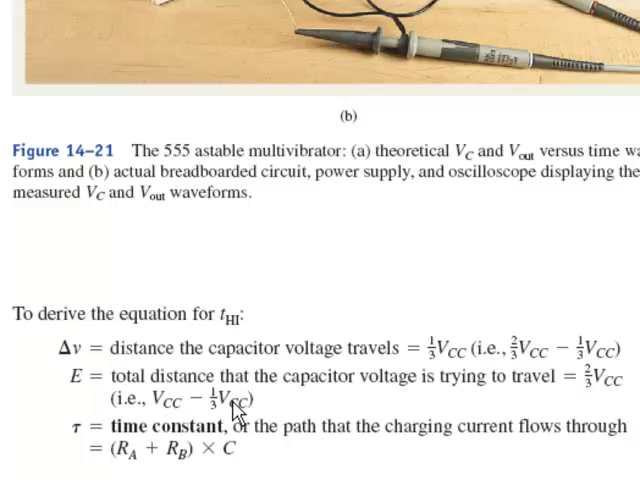 (b)
Figure 14–21 The 555 astable multivibrator: (a) theoretical V_C and V_out versus time
forms and (b) actual breadboarded circuit, power supply, and oscilloscope displaying the
measured V_C and V_out waveforms.
To derive the equation for t_HI:
Δv = distance the capacitor voltage travels = ⅓V_CC (i.e., ⅔V_CC − ⅓V_CC)
E = total distance that the capacitor voltage is trying to travel = ⅔V_CC
(i.e., V_CC − ⅓V_CC)
τ = time constant, or the path that the charging current flows through
= (R_A + R_B) × C